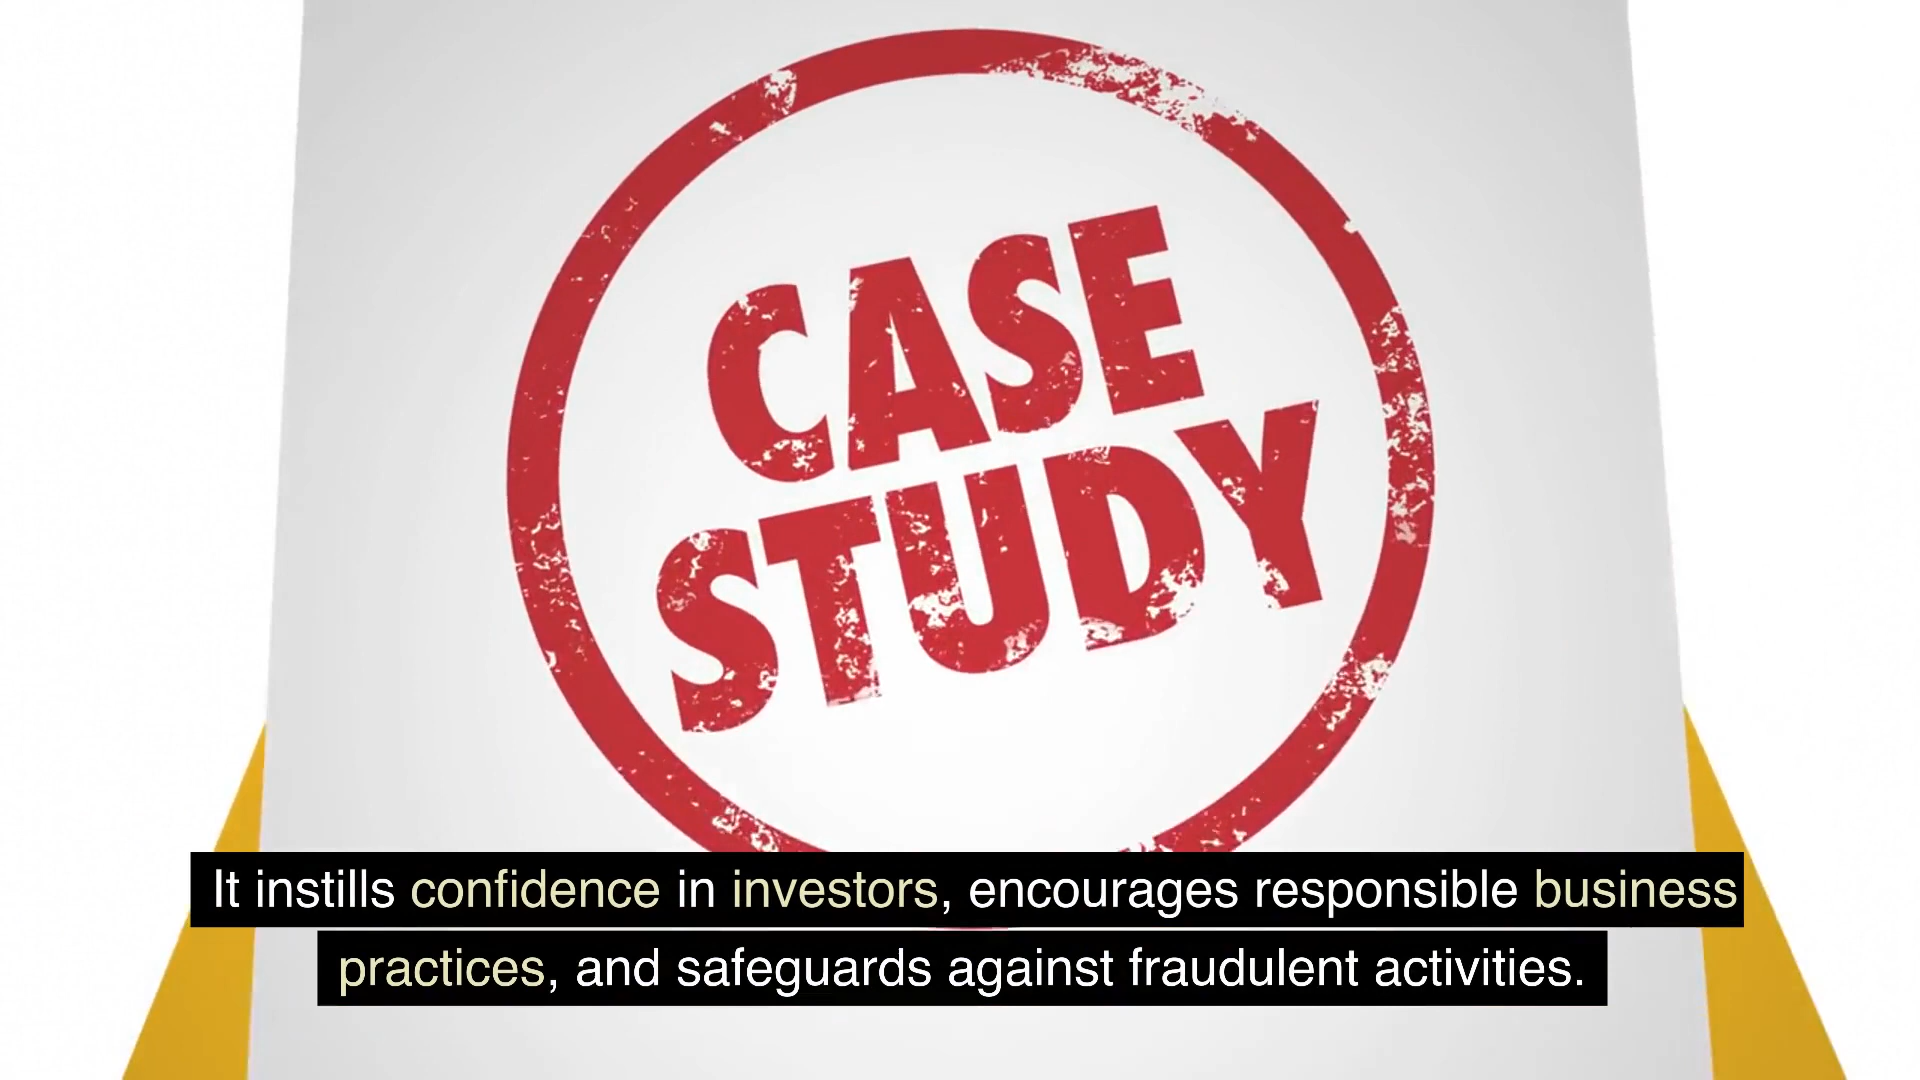 CASE
STUDY
It instills confidence in investors, encourages responsible business
practices, and safeguards against fraudulent activities.